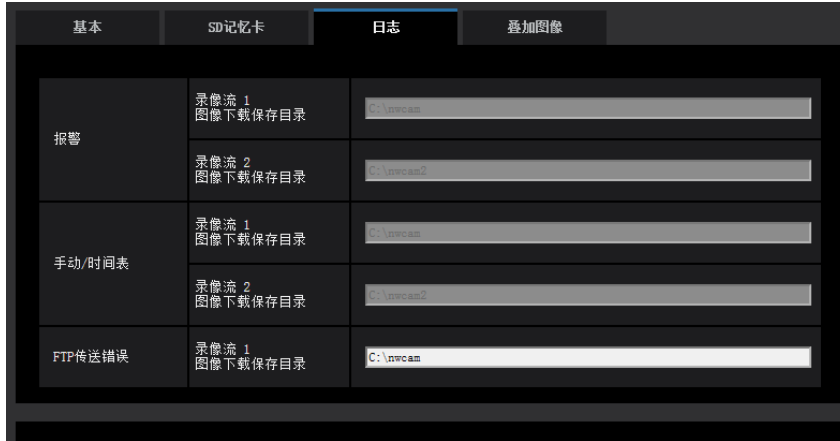 基本 SD记忆卡 日志 叠加图像
报警
录像流 1
图像下载保存目录
C:\nwcam
录像流 2
图像下载保存目录
C:\nwcam2
手动/时间表
录像流 1
图像下载保存目录
C:\nwcam
录像流 2
图像下载保存目录
C:\nwcam2
FTP传送错误
录像流 1
图像下载保存目录
C:\nwcam